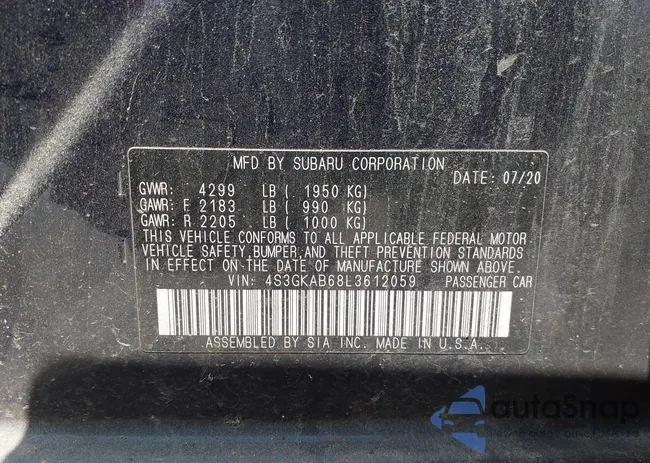 MFD BY SUBARU CORPORATION
DATE: 07/20
GVWR: 4299 LB ( 1950 KG)
GAWR: F 2183 LB ( 990 KG)
GAWR: R 2205 LB ( 1000 KG)
THIS VEHICLE CONFORMS TO ALL APPLICABLE FEDERAL MOTOR
VEHICLE SAFETY, BUMPER, AND THEFT PREVENTION STANDARDS
IN EFFECT ON THE DATE OF MANUFACTURE SHOWN ABOVE.
VIN: 4S3GKAB68L3612059 PASSENGER CAR
ASSEMBLED BY SIA INC. MADE IN U.S.A.
autoSnap